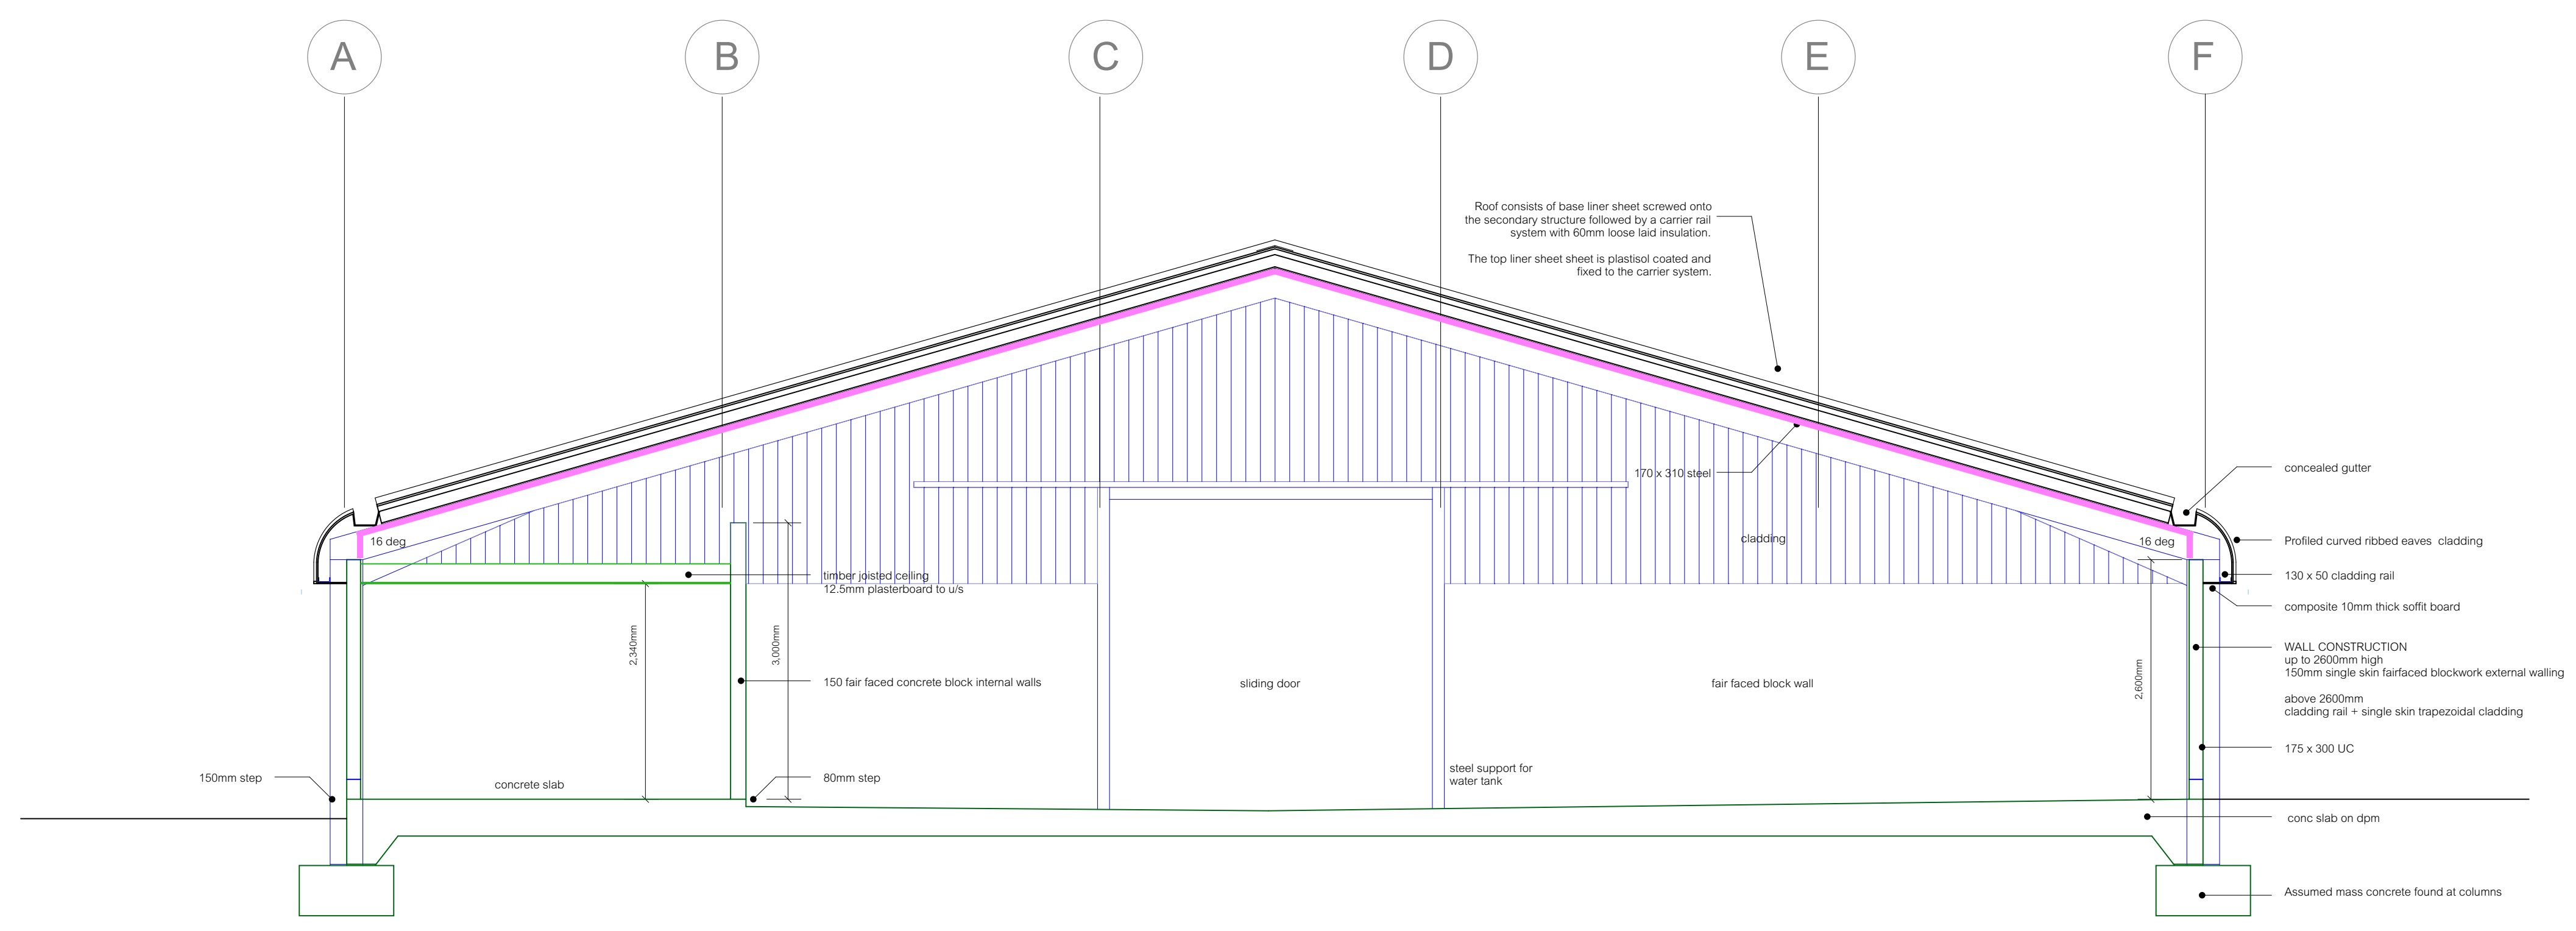 A
B
C
D
E
F
Roof consists of base liner sheet screwed onto
the secondary structure followed by a carrier rail
system with 60mm loose laid insulation.
The top liner sheet sheet is plastisol coated and
fixed to the carrier system.
170 x 310 steel
concealed gutter
16 deg
cladding
16 deg
Profiled curved ribbed eaves cladding
timber joisted ceiling
12.5mm plasterboard to u/s
130 x 50 cladding rail
composite 10mm thick soffit board
2,340mm
3,000mm
2,600mm
WALL CONSTRUCTION
up to 2600mm high
150mm single skin fairfaced blockwork external walling
above 2600mm
cladding rail + single skin trapezoidal cladding
150 fair faced concrete block internal walls
sliding door
fair faced block wall
175 x 300 UC
150mm step
concrete slab
80mm step
steel support for
water tank
conc slab on dpm
Assumed mass concrete found at columns